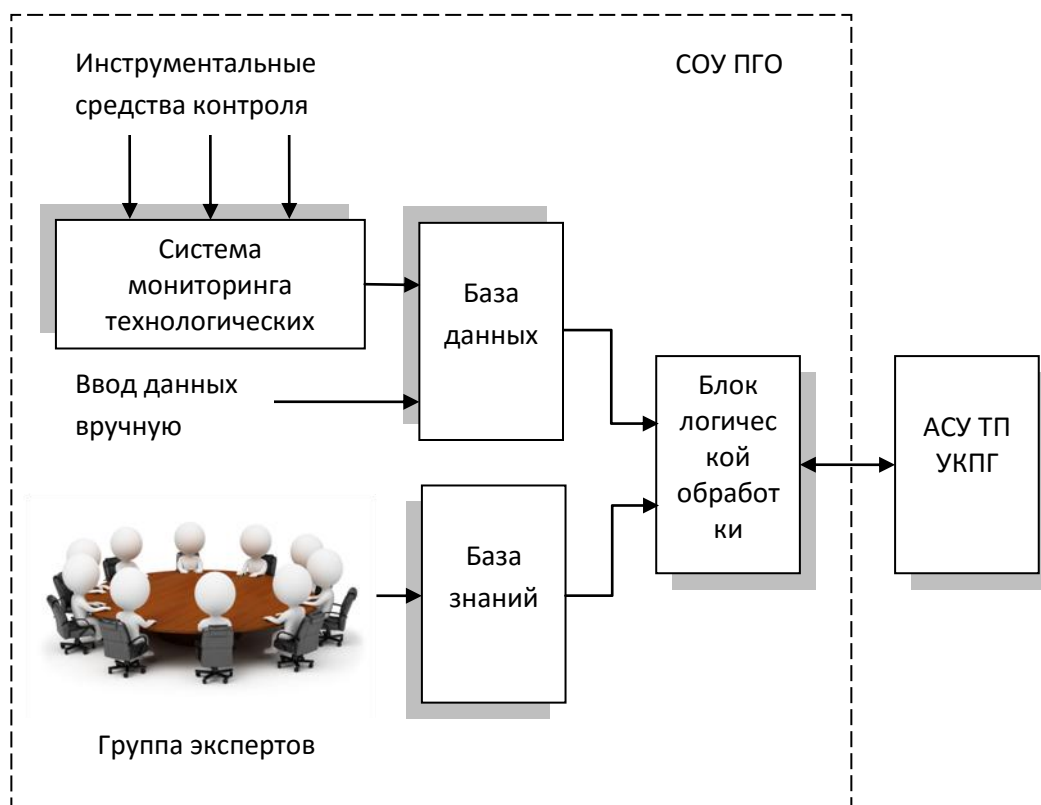 Инструментальные
средства контроля
СОУ ПГО
Система
мониторинга
технологических
База
данных
Ввод данных
вручную
Блок
логичес
кой
обработ
ки
АСУ ТП
УКПГ
База
знаний
Группа экспертов